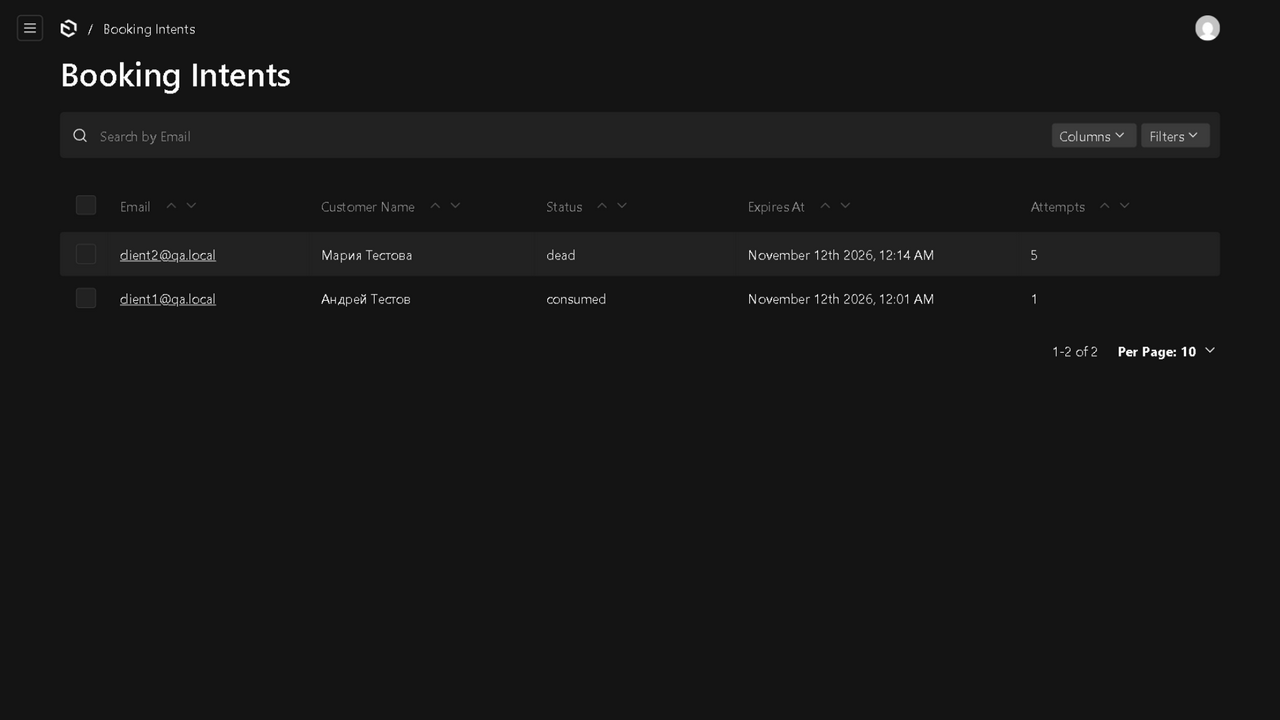 / Booking Intents
Booking Intents
Search by Email Columns Filters
Email Customer Name Status Expires At Attempts
client2@qa.local Мария Тестова dead November 12th 2026, 12:14 AM 5
client1@qa.local Андрей Тестов consumed November 12th 2026, 12:01 AM 1
1-2 of 2 Per Page: 10